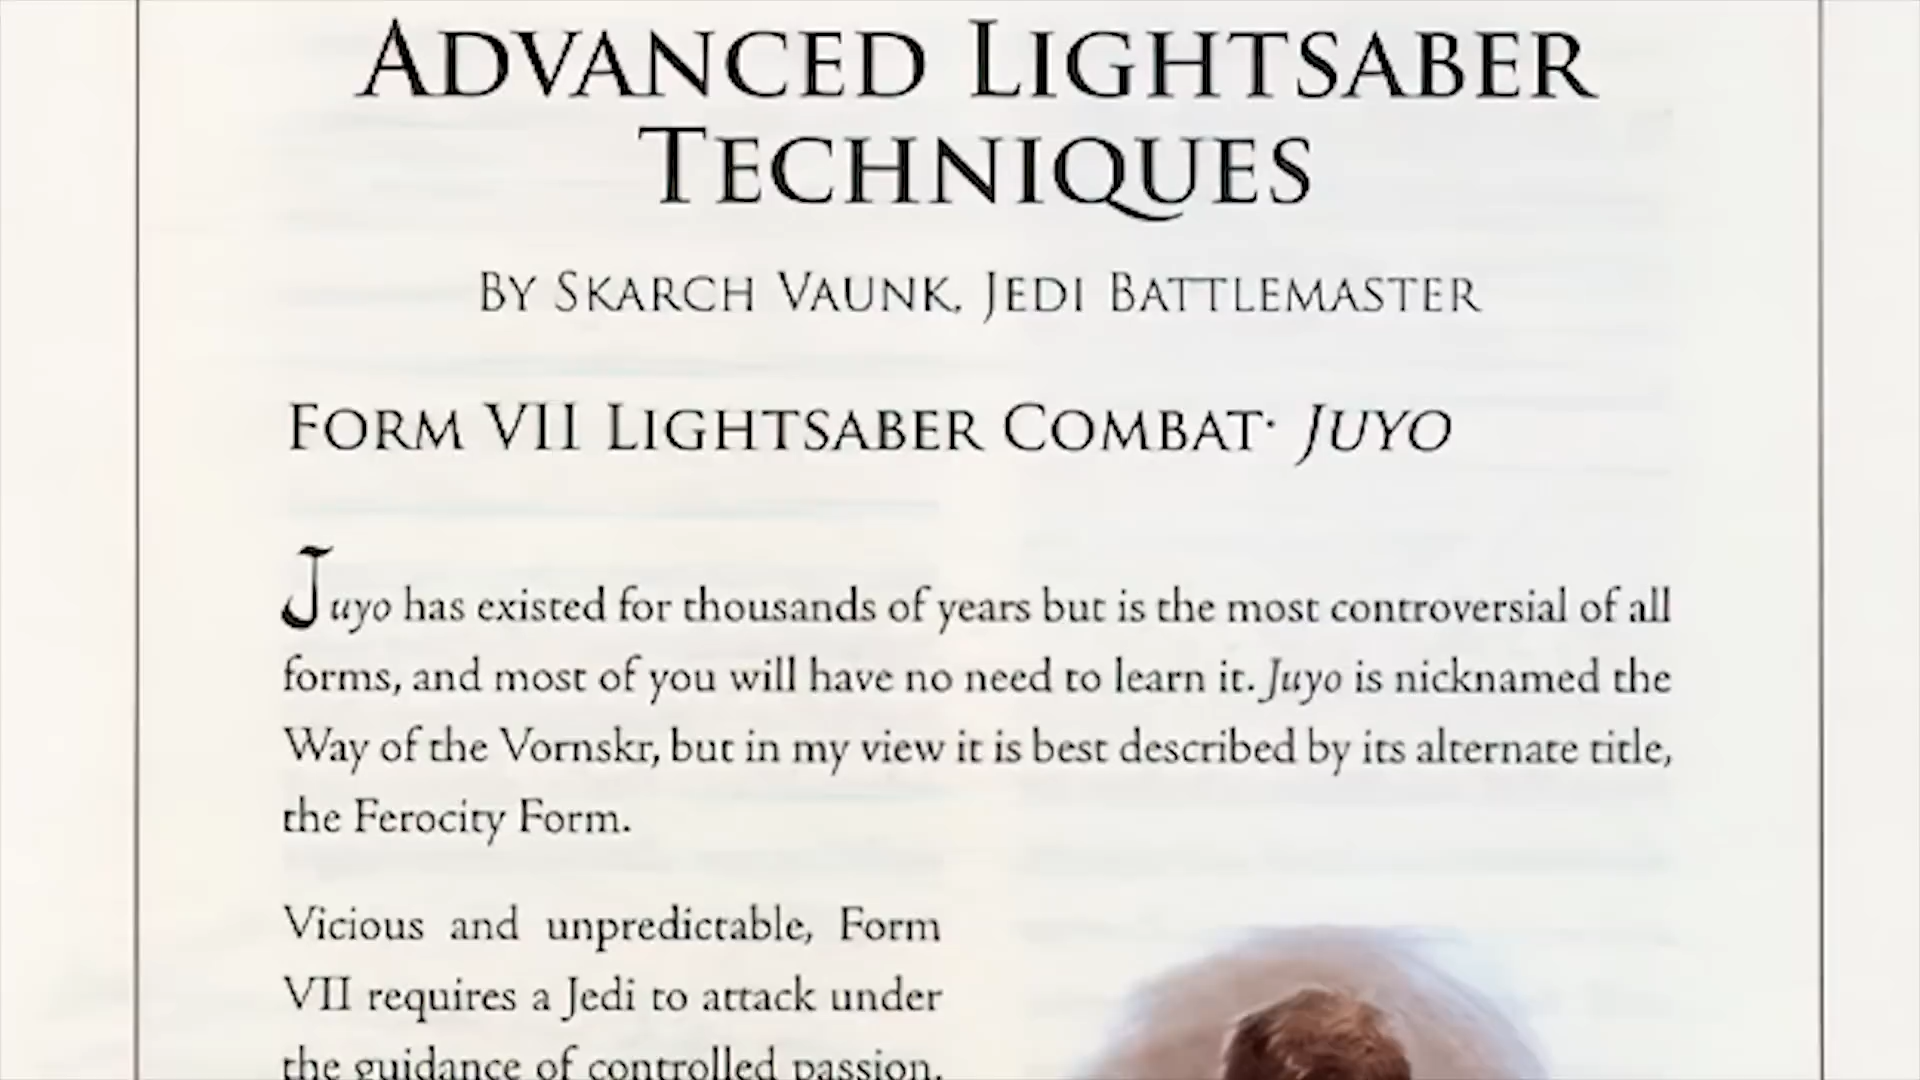 ADVANCED LIGHTSABER
TECHNIQUES
BY SKARCH VAUNK, JEDI BATTLEMASTER
FORM VII LIGHTSABER COMBAT· JUYO
Juyo has existed for thousands of years but is the most controversial of all
forms, and most of you will have no need to learn it. Juyo is nicknamed the
Way of the Vornskr, but in my view it is best described by its alternate title,
the Ferocity Form.
Vicious and unpredictable, Form
VII requires a Jedi to attack under
the guidance of controlled passion.